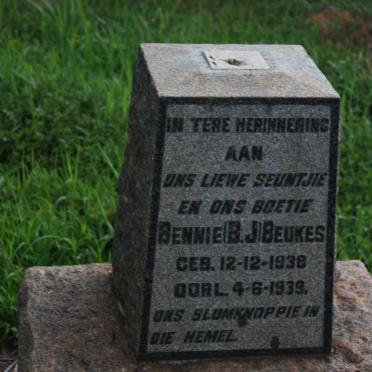 IN TERE HERINNERING
AAN
ONS LIEWE SEUNTJIE
EN ONS BOETIE
BENNIE (B.J) BEUKES
GEB. 12-12-1938
OORL. 4-6-1939.
ONS BLOMKNOPPIE IN
DIE HEMEL.